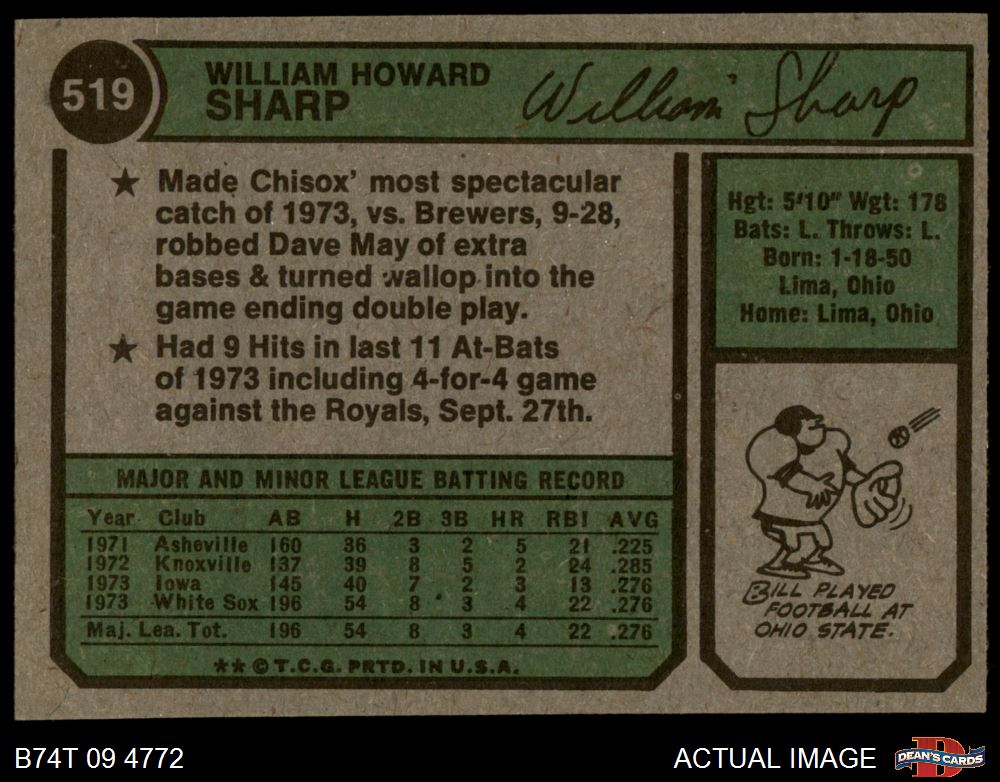 519
WILLIAM HOWARD
SHARP
William Sharp
★ Made Chisox' most spectacular
catch of 1973, vs. Brewers, 9-28,
robbed Dave May of extra
bases & turned wallop into the
game ending double play.
★ Had 9 Hits in last 11 At-Bats
of 1973 including 4-for-4 game
against the Royals, Sept. 27th.
Hgt: 5'10" Wgt: 178
Bats: L. Throws: L.
Born: 1-18-50
Lima, Ohio
Home: Lima, Ohio
MAJOR AND MINOR LEAGUE BATTING RECORD
Year Club AB H 2B 3B HR RBI AVG
1971 Asheville 160 36 3 2 5 21 .225
1972 Knoxville 137 39 8 5 2 24 .285
1973 Iowa 145 40 7 2 3 13 .276
1973 White Sox 196 54 8 3 4 22 .276
Maj. Lea. Tot. 196 54 8 3 4 22 .276
** © T.C.G. PRTD. IN U.S.A.
BILL PLAYED
FOOTBALL AT
OHIO STATE.
B74T 09 4772
ACTUAL IMAGE
D
DEAN'S CARDS